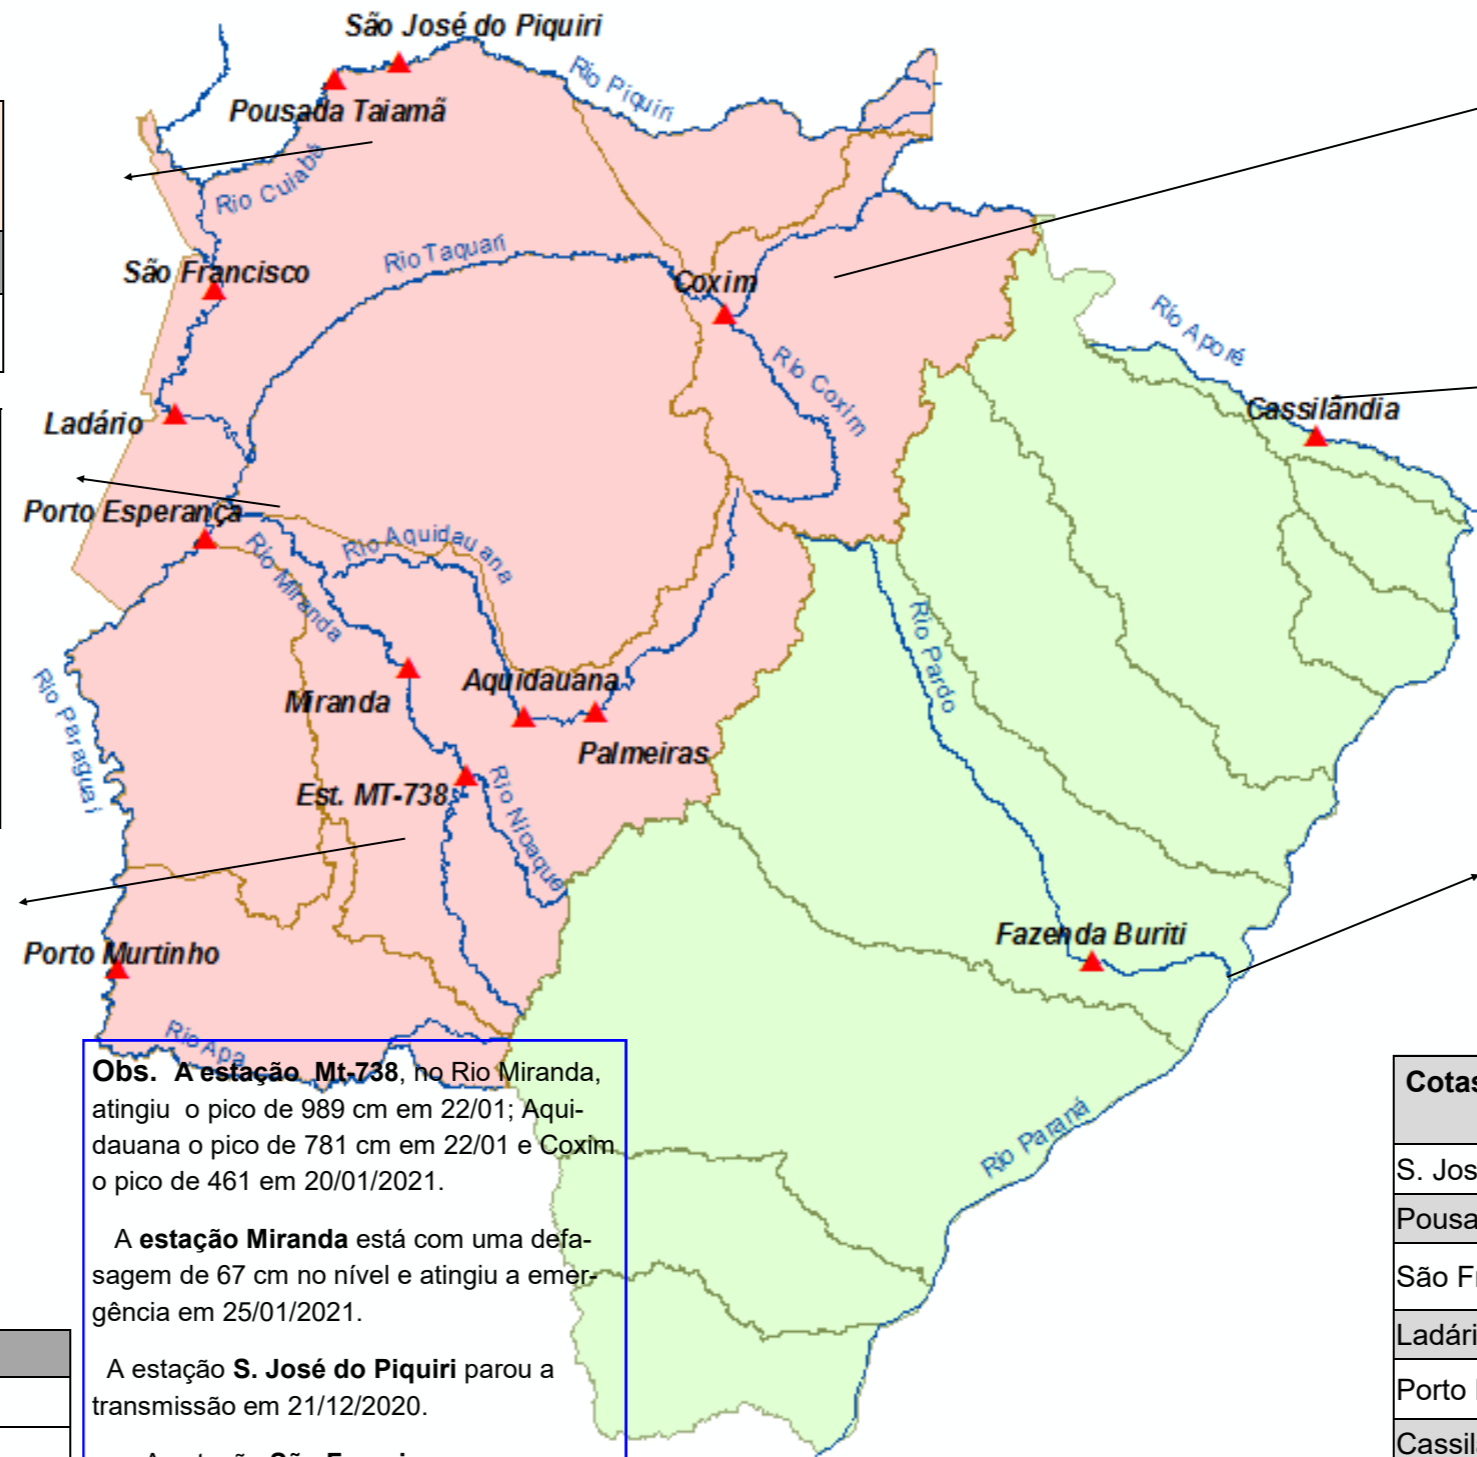 São José do Piquiri
Rio Piquiri
Pousada Taiamã
Rio Cuiabá
Rio Taquari
São Francisco
Coxim
Rio Aporé
Rio Coxim
Cassilândia
Ladário
Porto Esperança
Rio Aquidauana
Rio Miranda
Rio Pardo
Rio Paraguai
Aquidauana
Miranda
Palmeiras
Est. MT-738
Rio Nioaque
Fazenda Buriti
Porto Murtinho
Rio Apa
Rio Paraná
Obs.  A estação  Mt-738, no Rio Miranda,
atingiu  o pico de 989 cm em 22/01; Aqui-
dauana o pico de 781 cm em 22/01 e Coxim
o pico de 461 em 20/01/2021.
A estação Miranda está com uma defa-
sagem de 67 cm no nível e atingiu a emer-
gência em 25/01/2021.
A estação S. José do Piquiri parou a
transmissão em 21/12/2020.
Cotas
S. Jos
Pousa
São Fr
Ladári
Porto
Cassil